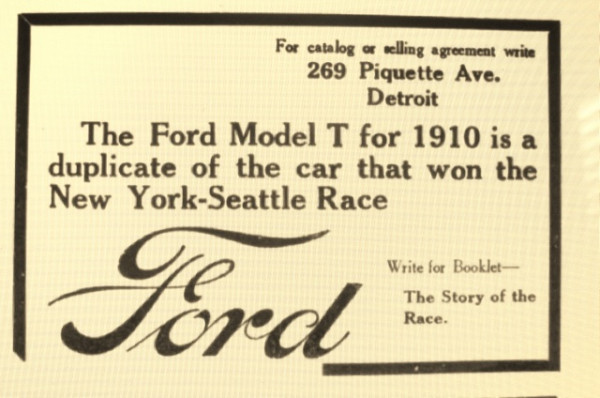 For catalog or selling agreement write
269 Piquette Ave.
Detroit
The Ford Model T for 1910 is a
duplicate of the car that won the
New York-Seattle Race
Ford
Write for Booklet—
The Story of the
Race.